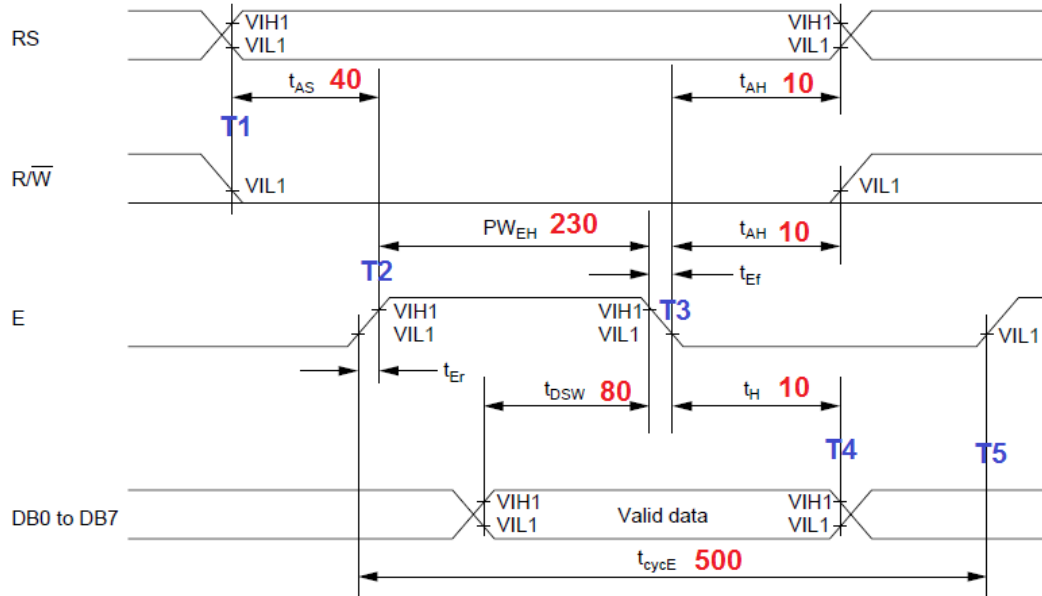 RS
VIH1
VIL1
VIH1
VIL1
tAS 40
tAH 10
T1
R/W̅
VIL1
VIL1
PWEH 230
tAH 10
T2
tEf
E
VIH1
VIL1
VIH1
VIL1
T3
VIL1
tEr
tDSW 80
tH 10
T4
T5
DB0 to DB7
VIH1
VIL1
Valid data
VIH1
VIL1
tcycE 500